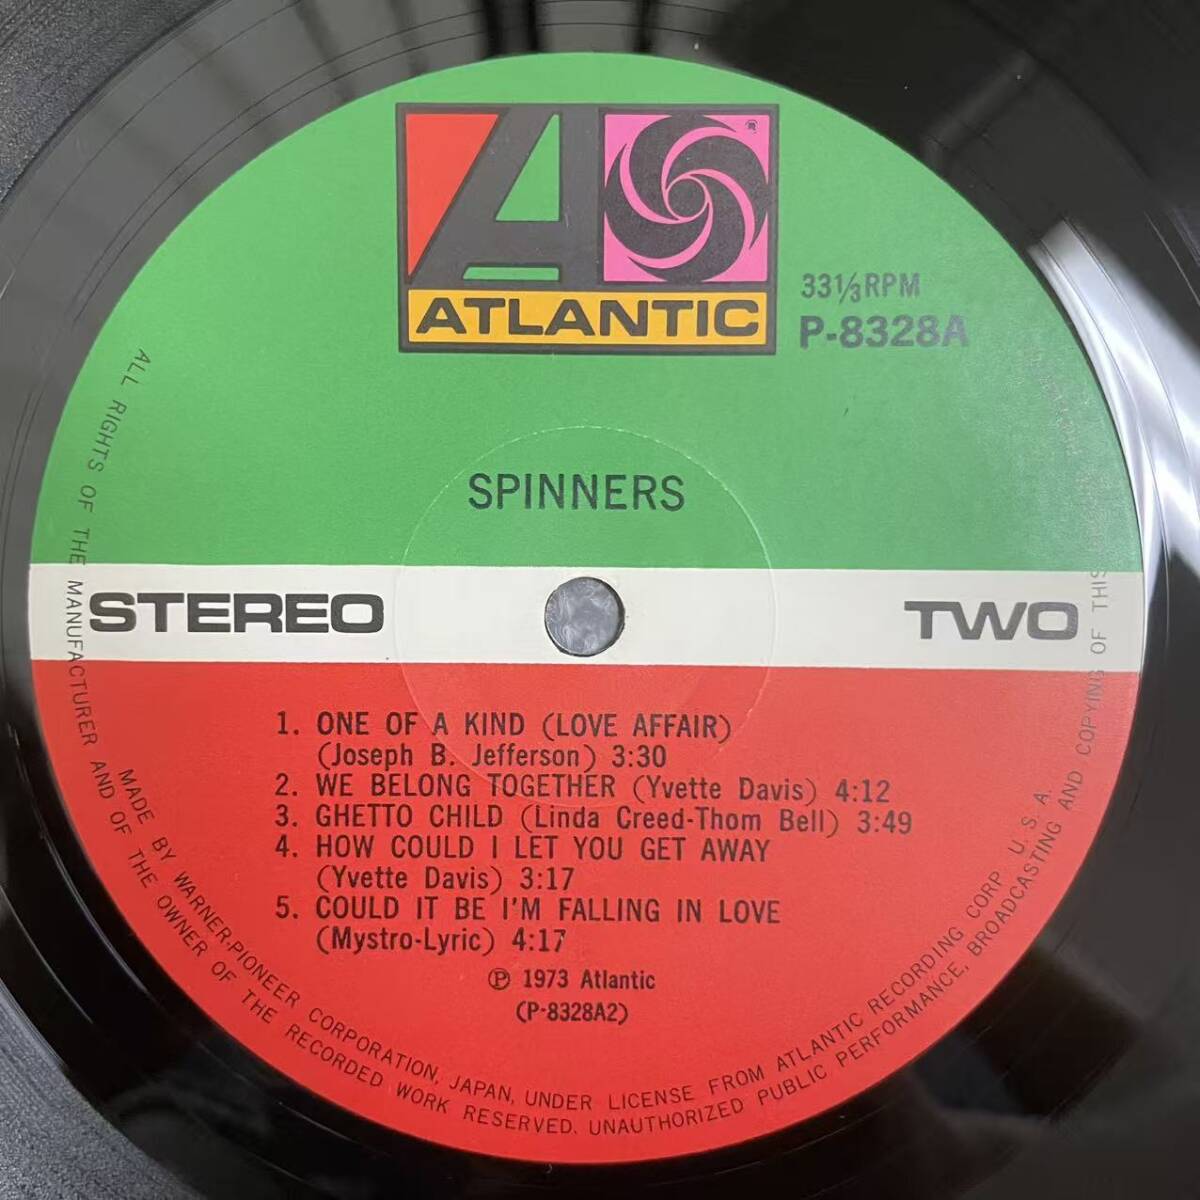 ATLANTIC
33⅓RPM
P-8328A
SPINNERS
STEREO
TWO
1. ONE OF A KIND (LOVE AFFAIR)
(Joseph B. Jefferson) 3:30
2. WE BELONG TOGETHER (Yvette Davis) 4:12
3. GHETTO CHILD (Linda Creed-Thom Bell) 3:49
4. HOW COULD I LET YOU GET AWAY
(Yvette Davis) 3:17
5. COULD IT BE I'M FALLING IN LOVE
(Mystro-Lyric) 4:17
Ⓟ 1973 Atlantic
(P-8328A2)
MADE BY WARNER-PIONEER CORPORATION, JAPAN, UNDER LICENSE FROM ATLANTIC RECORDING CORP U.S.A.
ALL RIGHTS OF THE MANUFACTURER AND OF THE OWNER OF THE RECORDED WORK RESERVED. UNAUTHORIZED PUBLIC PERFORMANCE, BROADCASTING AND COPYING OF THIS